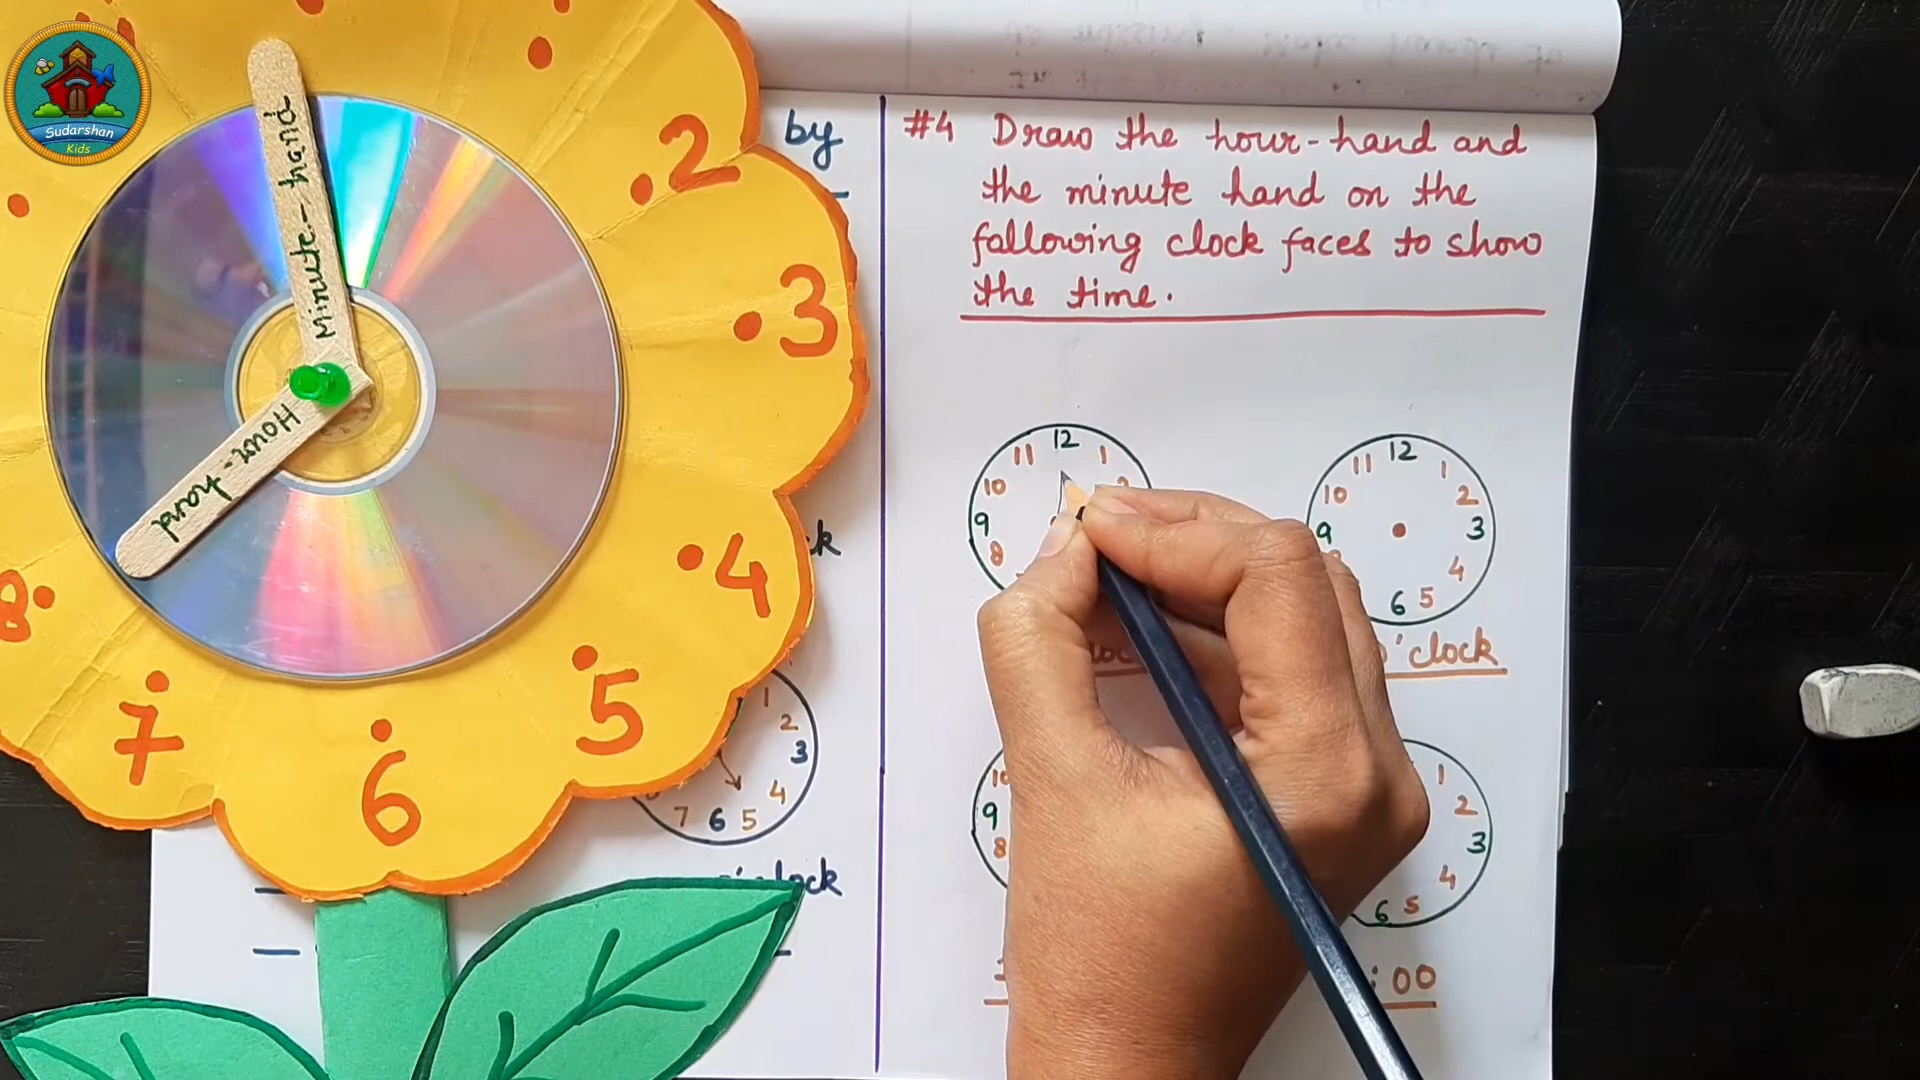 Sudarshan
Kids
Minute-hand
Hour-hand
2
3
4
5
6
7
8
by
#4 Draw the hour-hand and
the minute hand on the
following clock faces to show
the time.
12
11 1
10 2
9
8
12
11 1
10 2
9 3
4
6 5
o'clock
1
2
3
4
7 6 5
10
9
8
1
2
3
4
6 5
:00